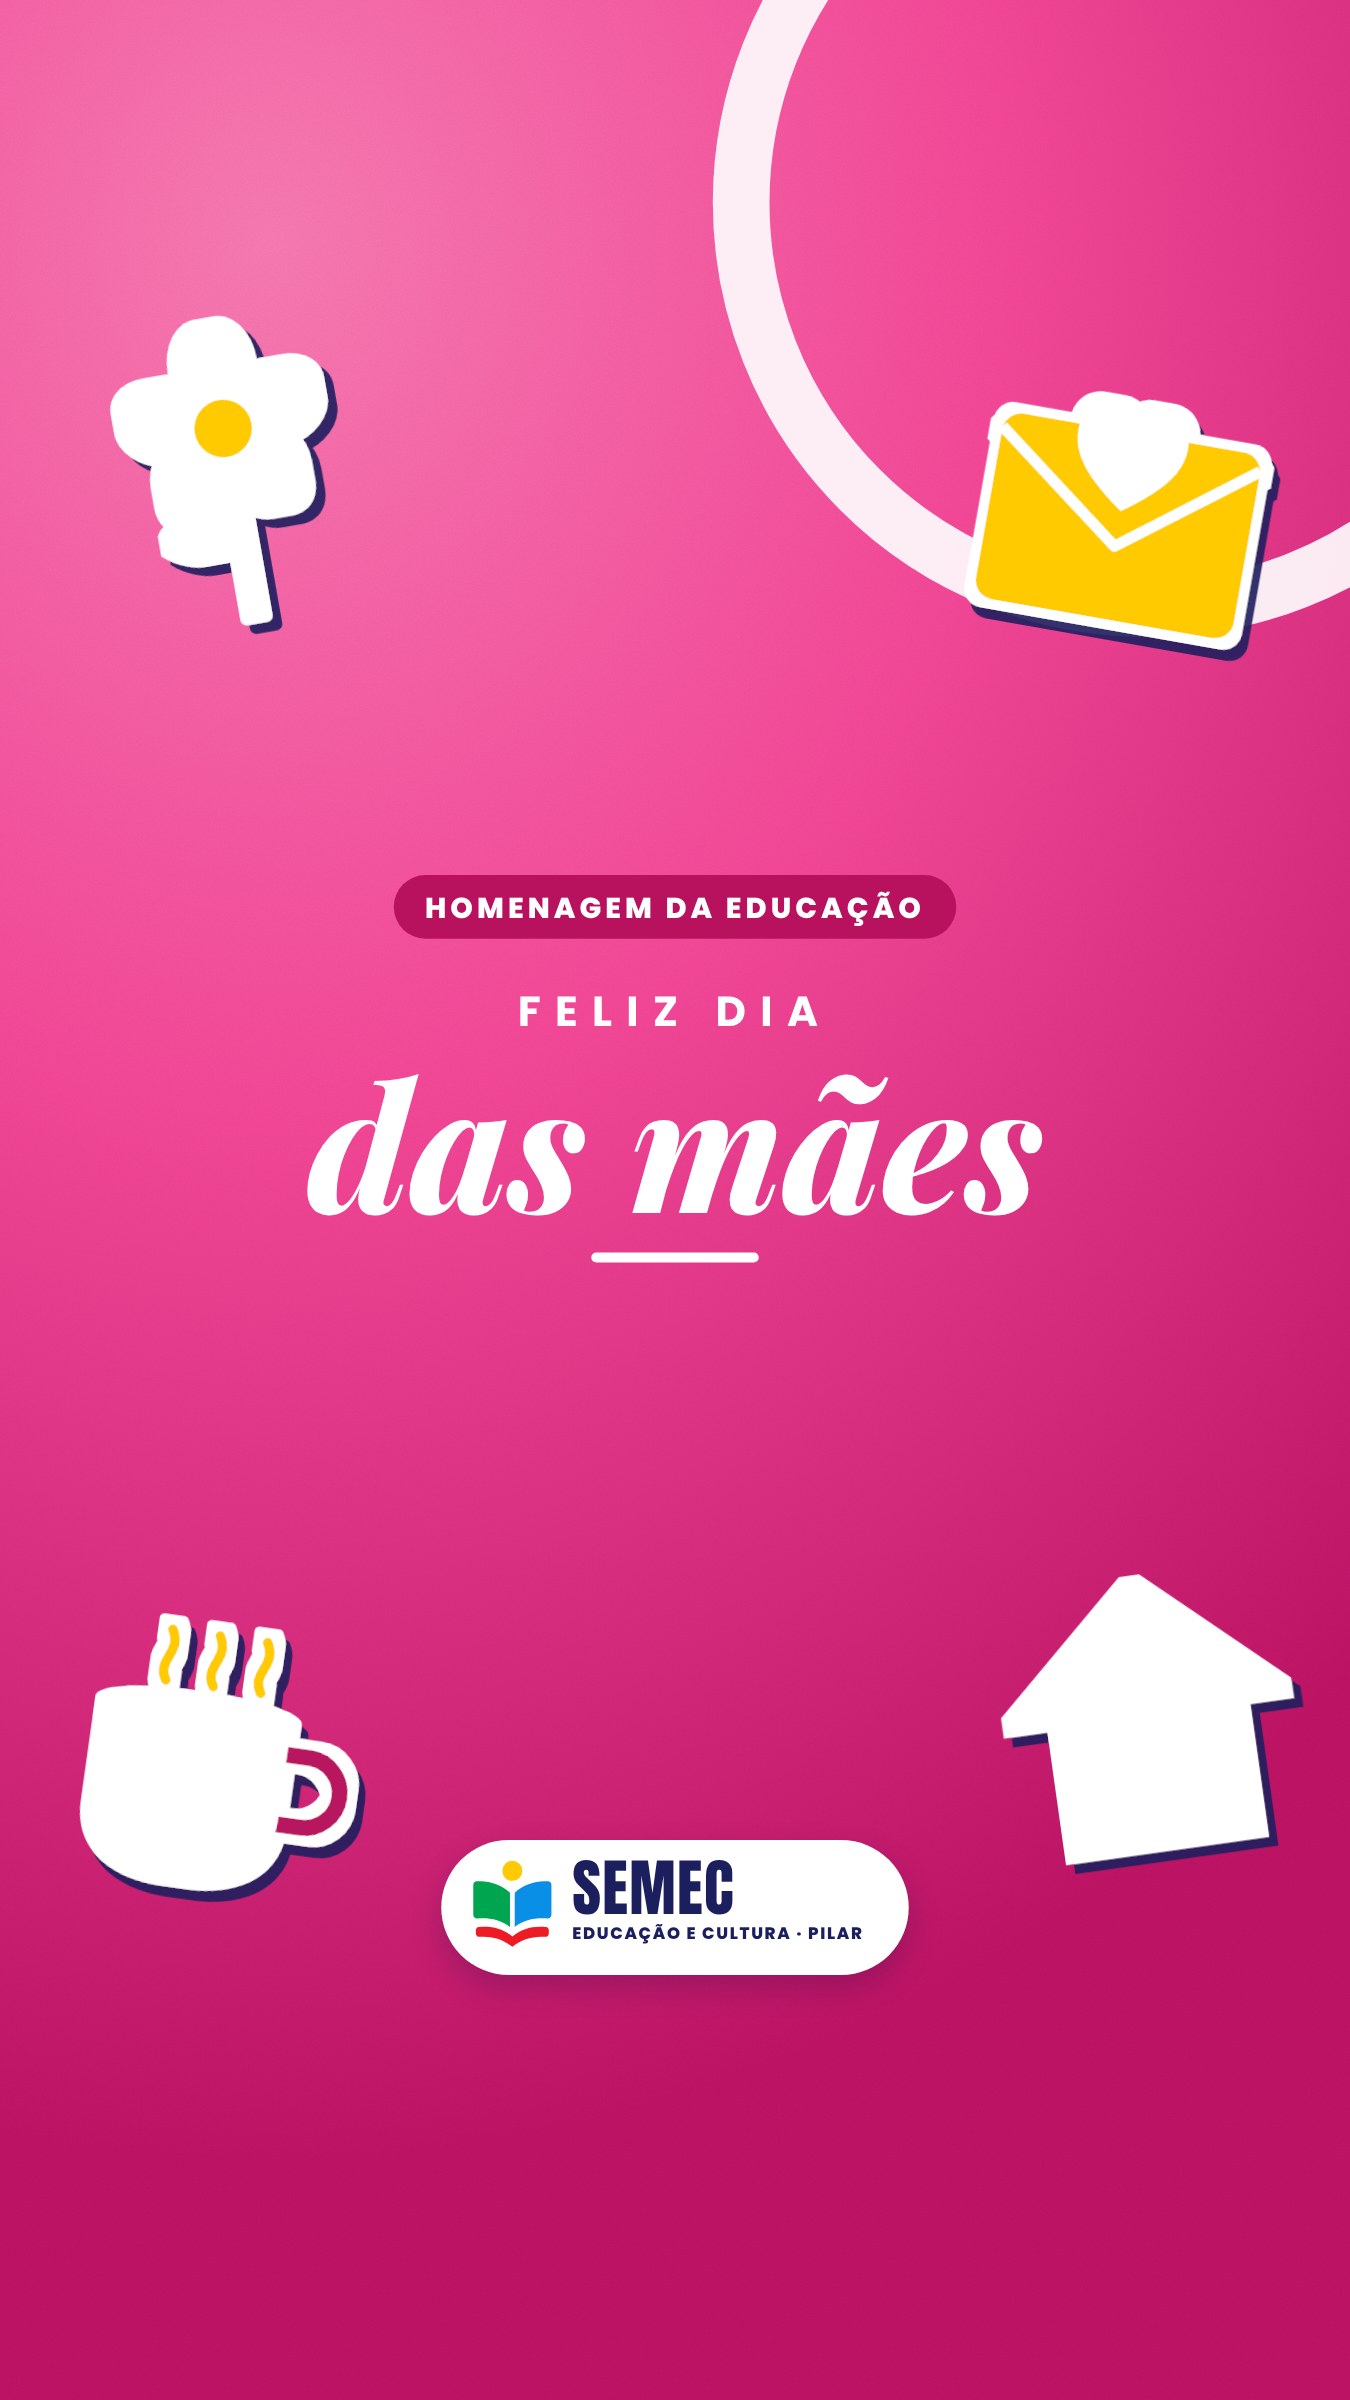 HOMENAGEM DA EDUCAÇÃO
FELIZ DIA
das mães
SEMEC
EDUCAÇÃO E CULTURA · PILAR